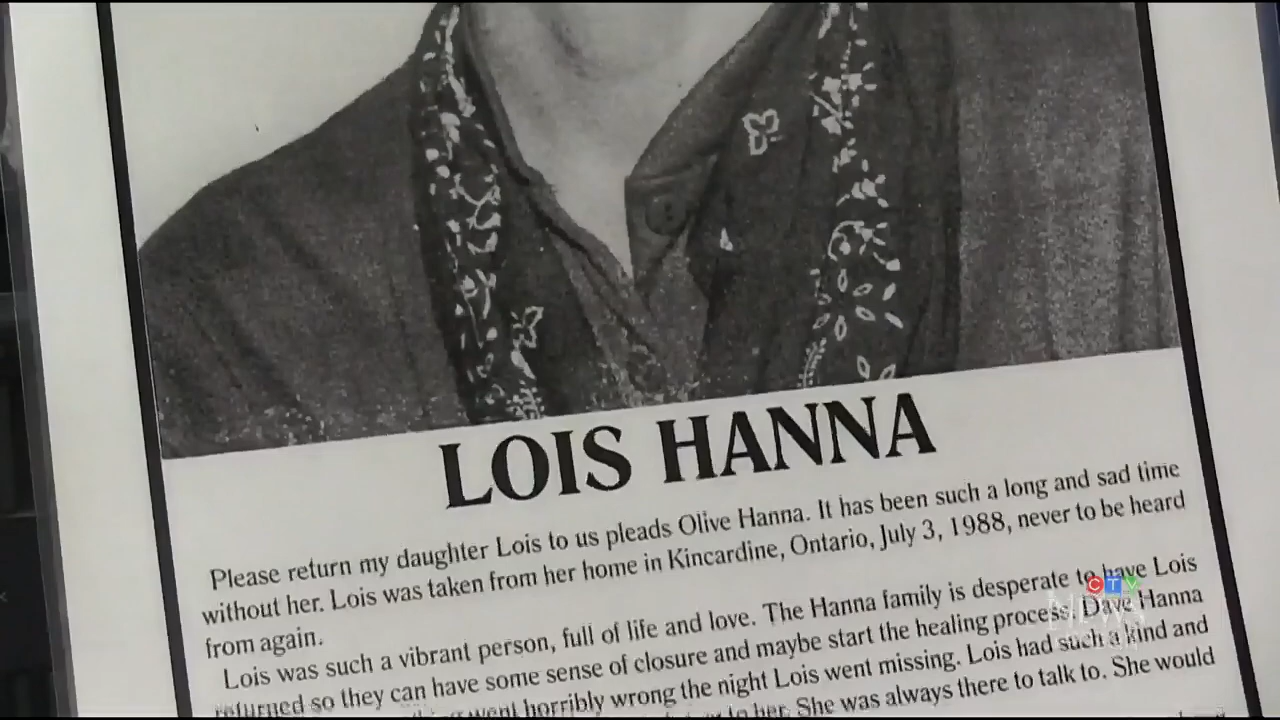 LOIS HANNA
Please return my daughter Lois to us pleads Olive Hanna. It has been such a long and sad time
without her. Lois was taken from her home in Kincardine, Ontario, July 3, 1988, never to be heard
from again.
Lois was such a vibrant person, full of life and love. The Hanna family is desperate to have Lois
returned so they can have some sense of closure and maybe start the healing process. Dave Hanna
went horribly wrong the night Lois went missing. Lois had such a kind and
to her. She was always there to talk to. She would
CTV
NEWS